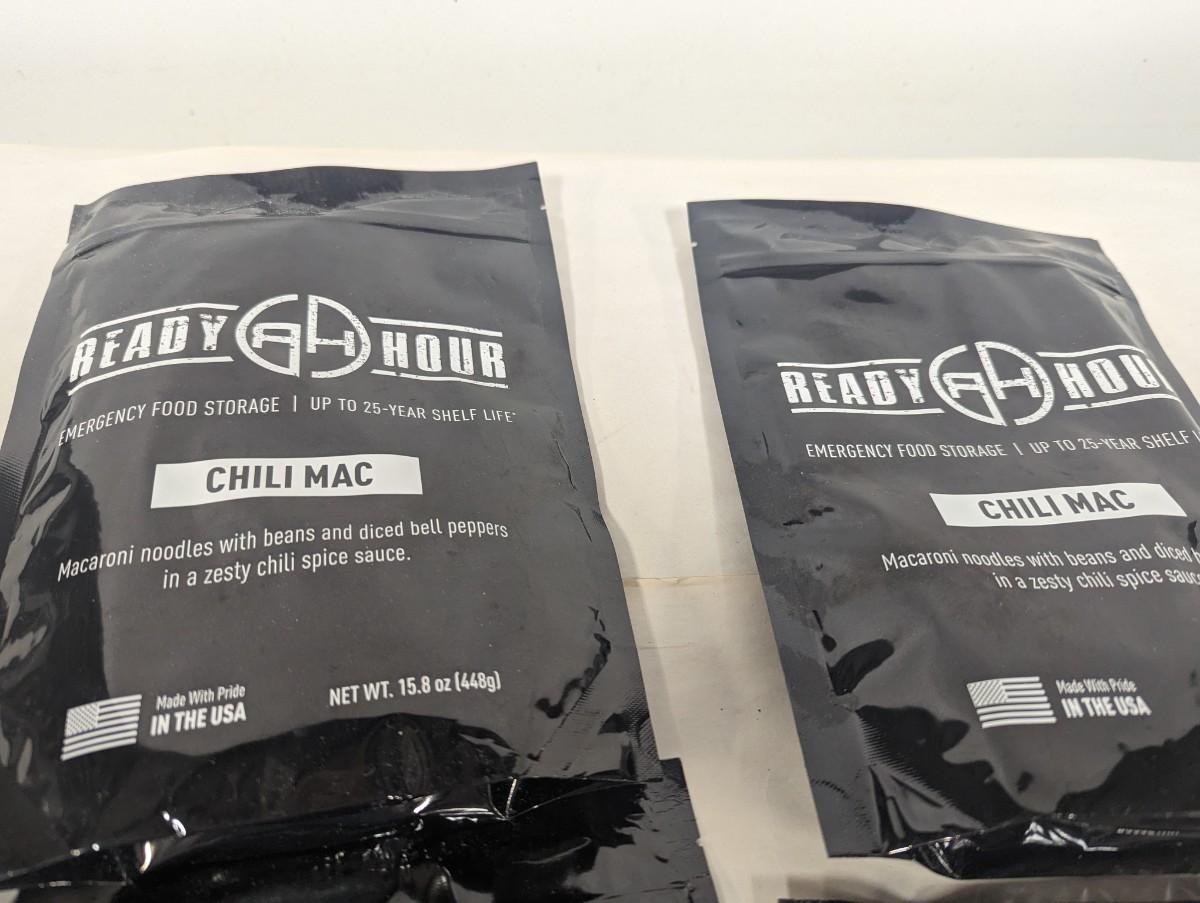 READY RH HOUR
EMERGENCY FOOD STORAGE | UP TO 25-YEAR SHELF LIFE*
CHILI MAC
Macaroni noodles with beans and diced bell peppers
in a zesty chili spice sauce.
Made With Pride
IN THE USA
NET WT. 15.8 oz (448g)
READY RH HOU
EMERGENCY FOOD STORAGE | UP TO 25-YEAR SHELF
CHILI MAC
Macaroni noodles with beans and diced
in a zesty chili spice sauc
Made With Pride
IN THE USA